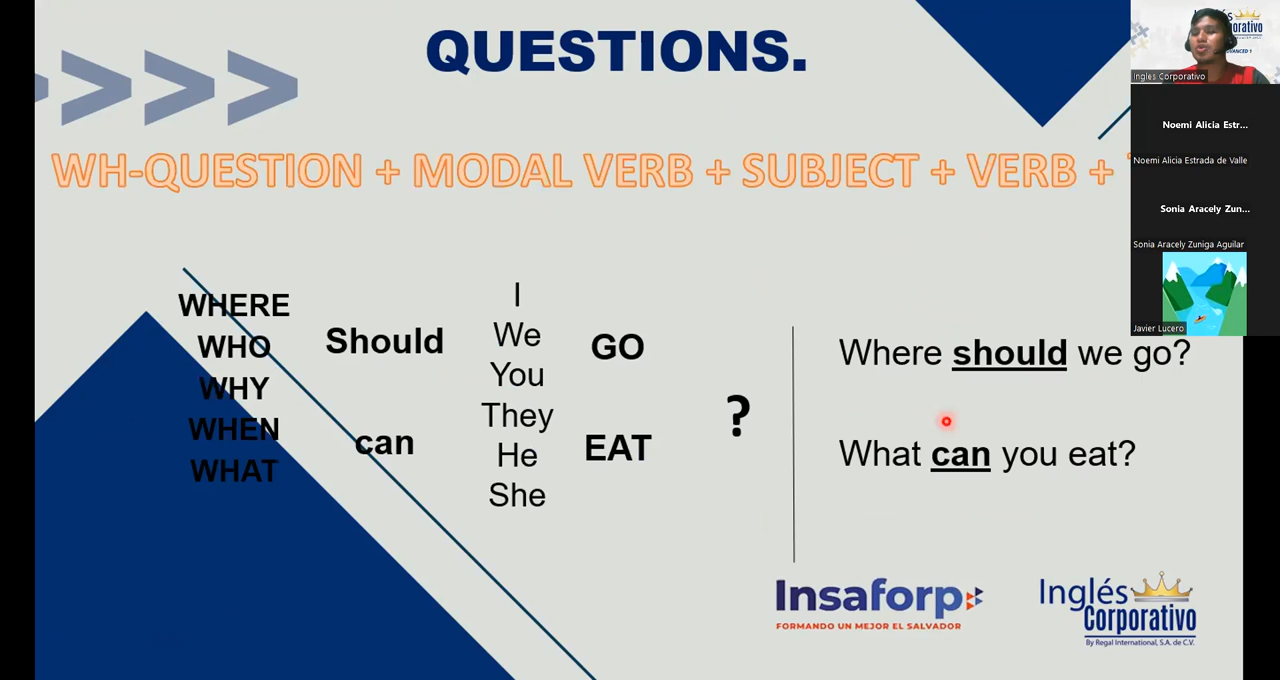 QUESTIONS.
WH-QUESTION + MODAL VERB + SUBJECT + VERB +
WHERE
WHO
WHY
WHEN
WHAT
Should
can
I
We
You
They
He
She
GO
EAT
?
Where should we go?
What can you eat?
Insaforp
FORMANDO UN MEJOR EL SALVADOR
Inglés
Corporativo
By Regal International, S.A. de C.V.
Ingles Corporativo
Noemi Alicia Estr...
Noemi Alicia Estrada de Valle
Sonia Aracely Zun...
Sonia Aracely Zuniga Aguilar
Javier Lucero